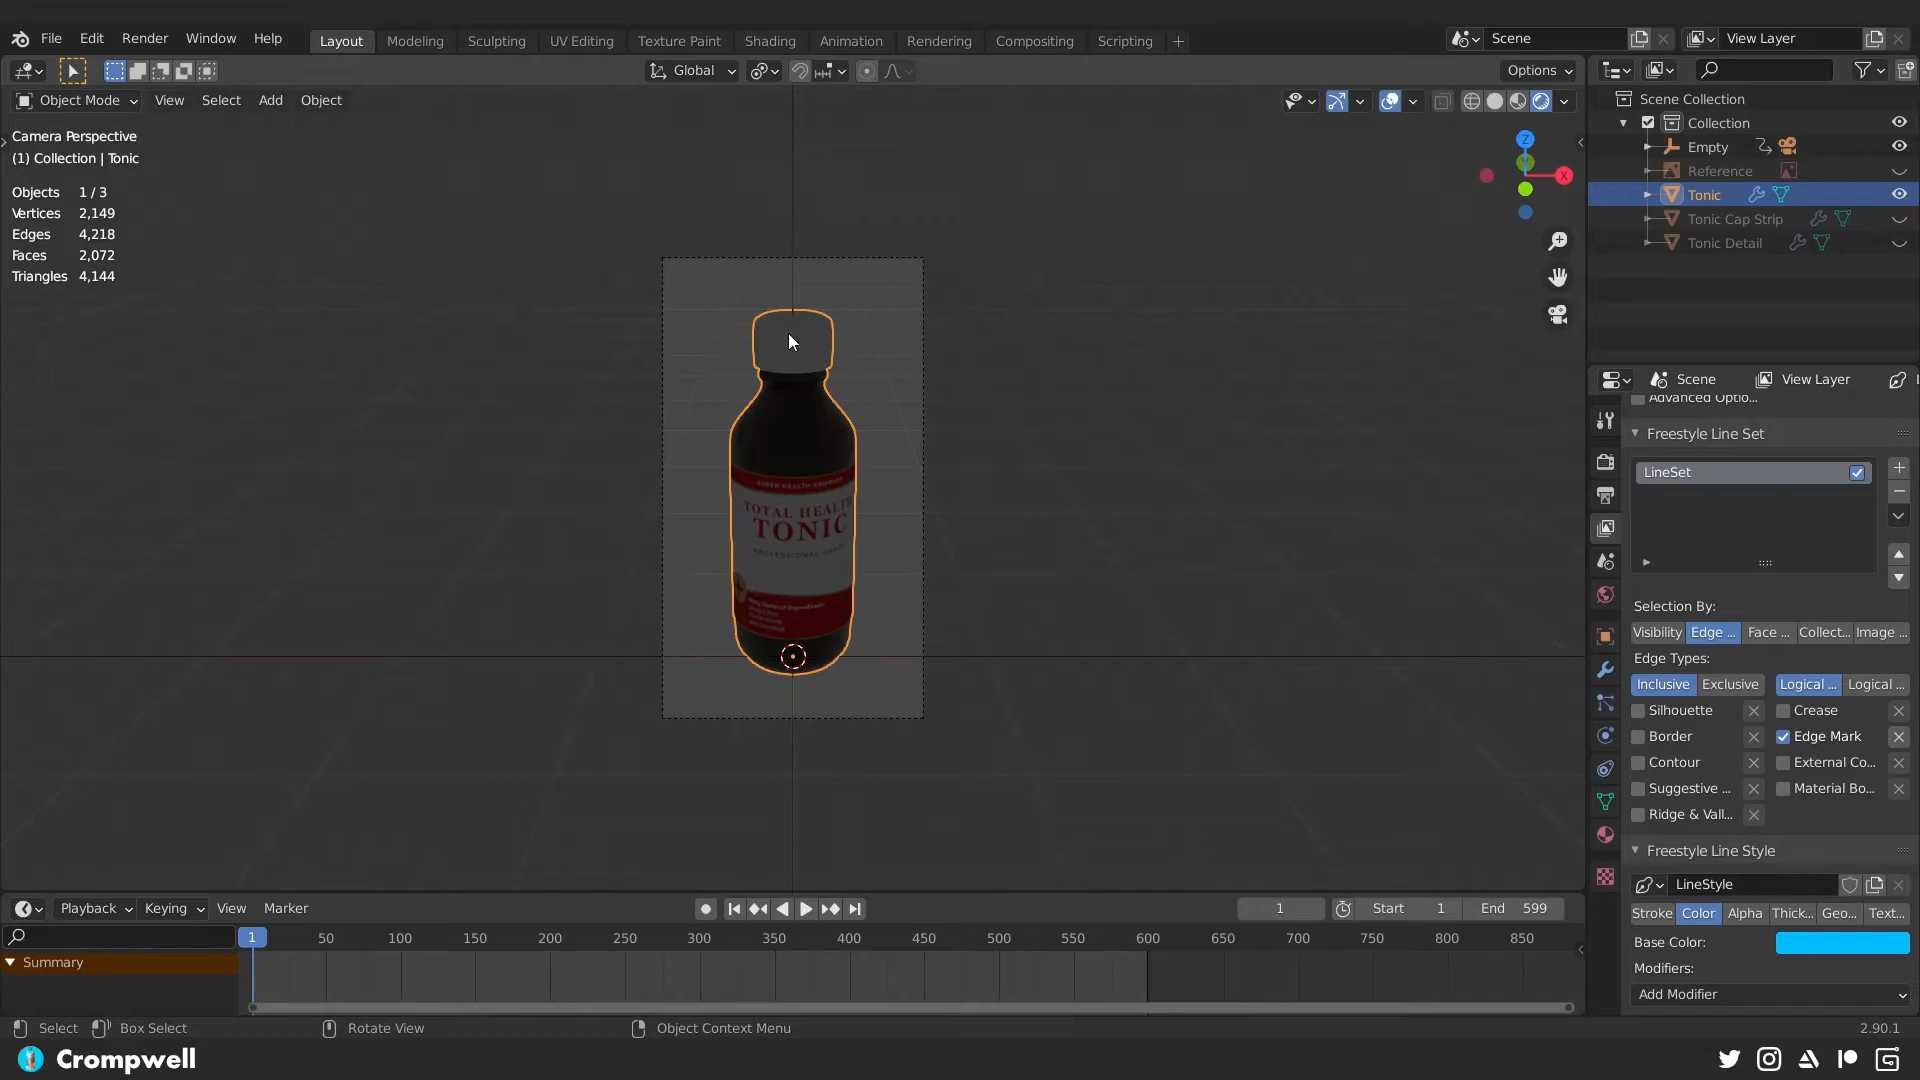 File Edit Render Window Help Layout Modeling Sculpting UV Editing Texture Paint Shading Animation Rendering Compositing Scripting Scene View Layer
Global Options
Object Mode View Select Add Object
Camera Perspective
(1) Collection | Tonic
Objects 1 / 3
Vertices 2,149
Edges 4,218
Faces 2,072
Triangles 4,144
Z
X
SUPER HEALTH COMPANY
TOTAL HEALTH
TONIC
Scene Collection
Collection
Empty
Reference
Tonic
Tonic Cap Strip
Tonic Detail
Scene View Layer
Advanced Optio...
Freestyle Line Set
LineSet
Selection By:
Visibility Edge ... Face ... Collect... Image ...
Edge Types:
Inclusive Exclusive Logical ... Logical ...
Silhouette Crease
Border Edge Mark
Contour External Co...
Suggestive ... Material Bo...
Ridge & Vall...
Freestyle Line Style
LineStyle
Stroke Color Alpha Thick... Geo... Text...
Base Color:
Modifiers:
Add Modifier
Playback Keying View Marker 1 Start 1 End 599
1 50 100 150 200 250 300 350 400 450 500 550 600 650 700 750 800 850
Summary
Select Box Select Rotate View Object Context Menu 2.90.1
Crompwell